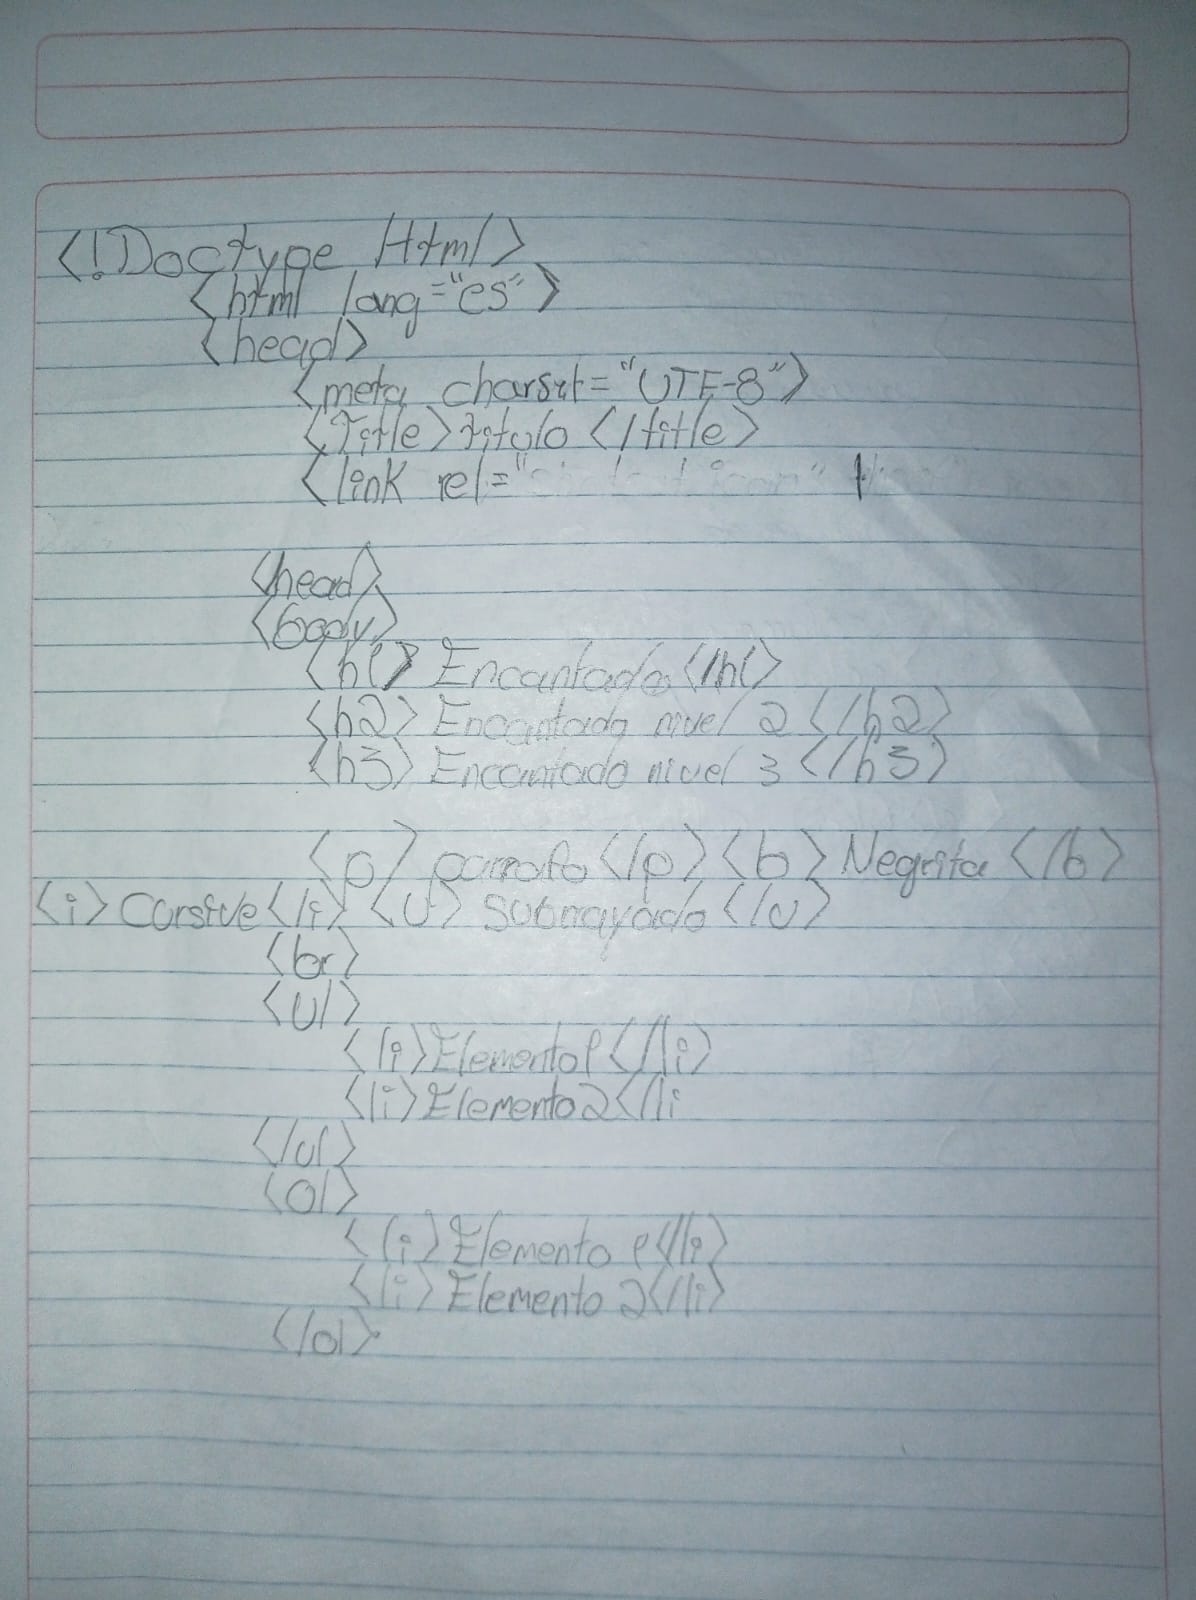 <!Doctype Html>
<html lang="es">
<head>
<meta charset="UTF-8">
<Title>titulo </title>
<link rel="
<head>
<body>
<h1> Encantado </h1>
<h2> Encantado nivel 2 </h2>
<h3> Encantado nivel 3 </h3>
<p> parrafo </p> <b> Negrita </b>
<i> Cursive </i> <u> subrayado </u>
<br>
<ul>
<li>Elemento1 </li>
<li>Elemento2</li
</ul>
<ol>
<li> Elemento 1</li>
<li> Elemento 2</li>
</ol>